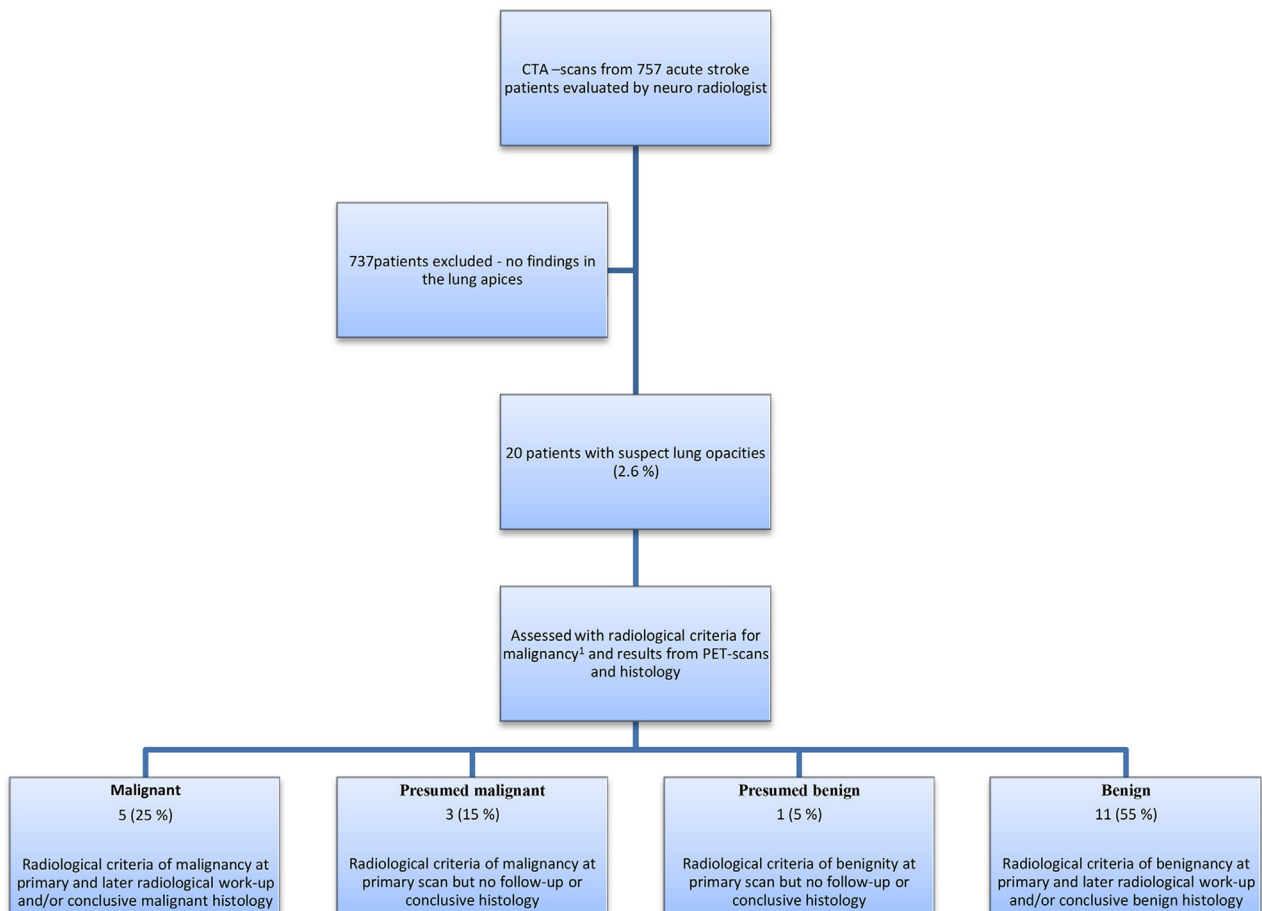 CTA –scans from 757 acute stroke
patients evaluated by neuro radiologist
737patients excluded - no findings in
the lung apices
20 patients with suspect lung opacities
(2.6 %)
Assessed with radiological criteria for
malignancy¹ and results from PET-scans
and histology
Malignant
5 (25 %)
Radiological criteria of malignancy at
primary and later radiological work-up
and/or conclusive malignant histology
Presumed malignant
3 (15 %)
Radiological criteria of malignancy at
primary scan but no follow-up or
conclusive histology
Presumed benign
1 (5 %)
Radiological criteria of benignity at
primary scan but no follow-up or
conclusive histology
Benign
11 (55 %)
Radiological criteria of benignancy at
primary and later radiological work-up
and/or conclusive benign histology